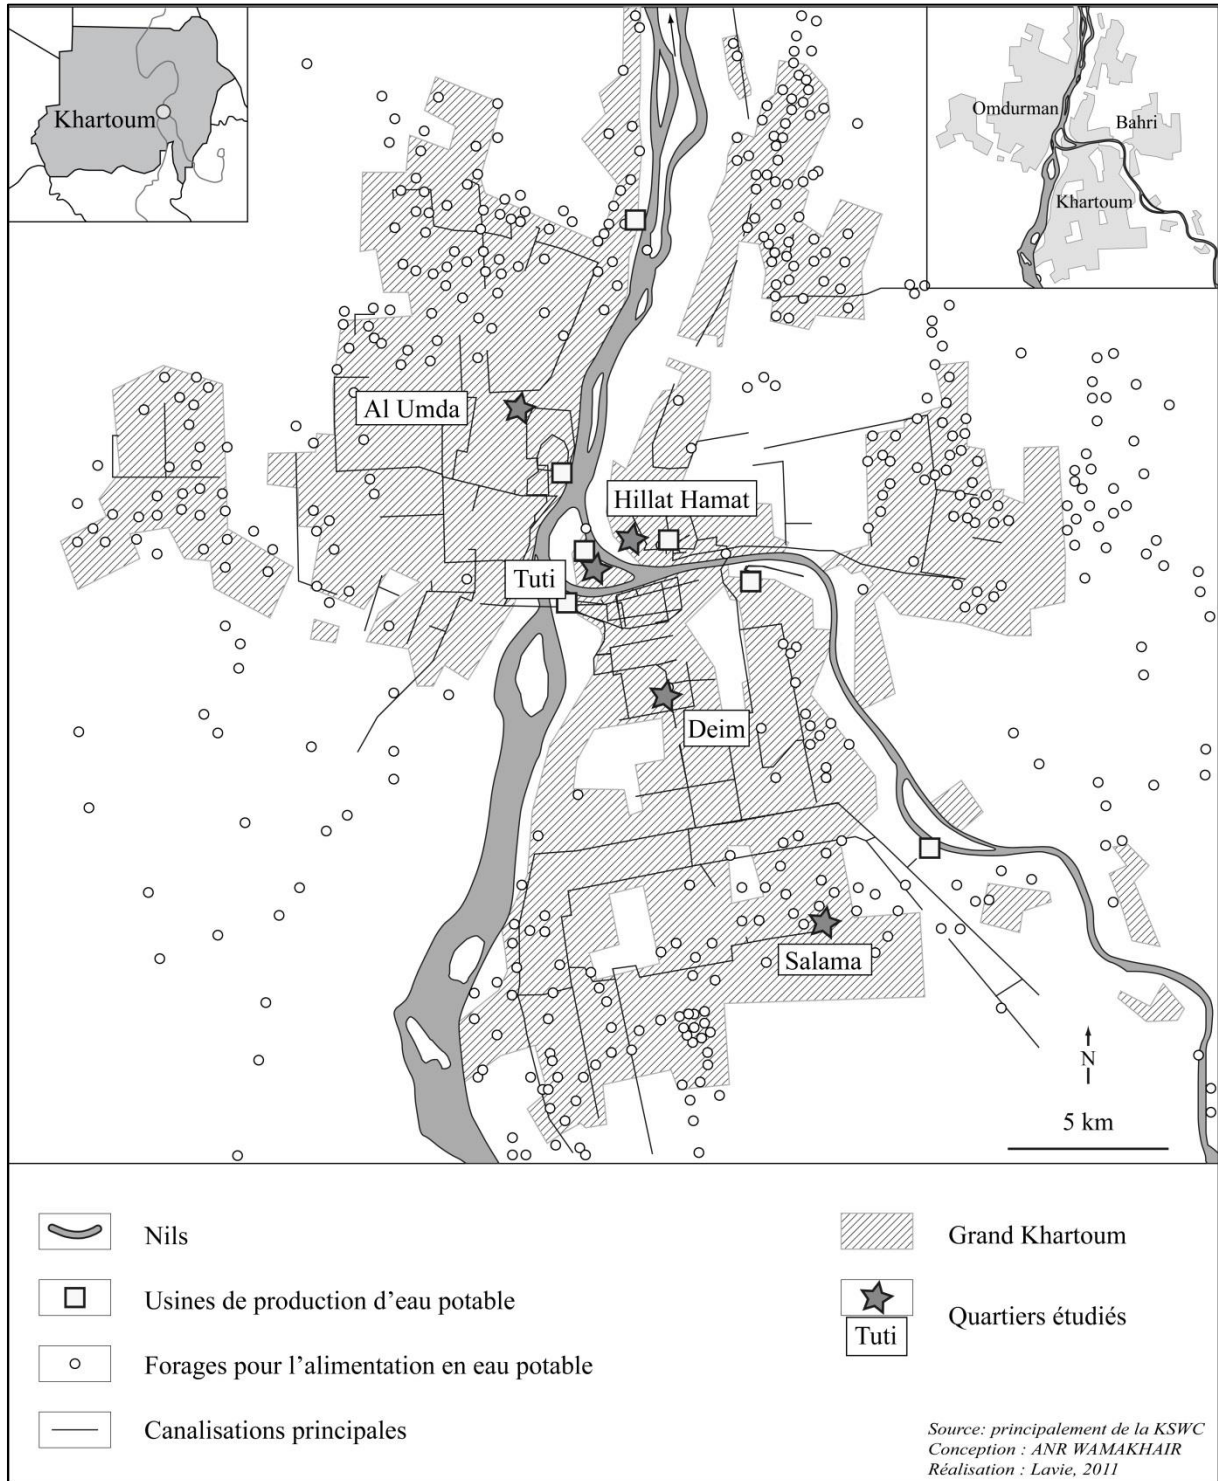 Khartoum
Omdurman
Bahri
Khartoum
Al Umda
Hillat Hamat
Tuti
Deim
Salama
N
5 km
Nils
Usines de production d'eau potable
Forages pour l'alimentation en eau potable
Canalisations principales
Grand Khartoum
Quartiers étudiés
Tuti
Source: principalement de la KSWC
Conception : ANR WAMAKHAIR
Réalisation : Lavie, 2011